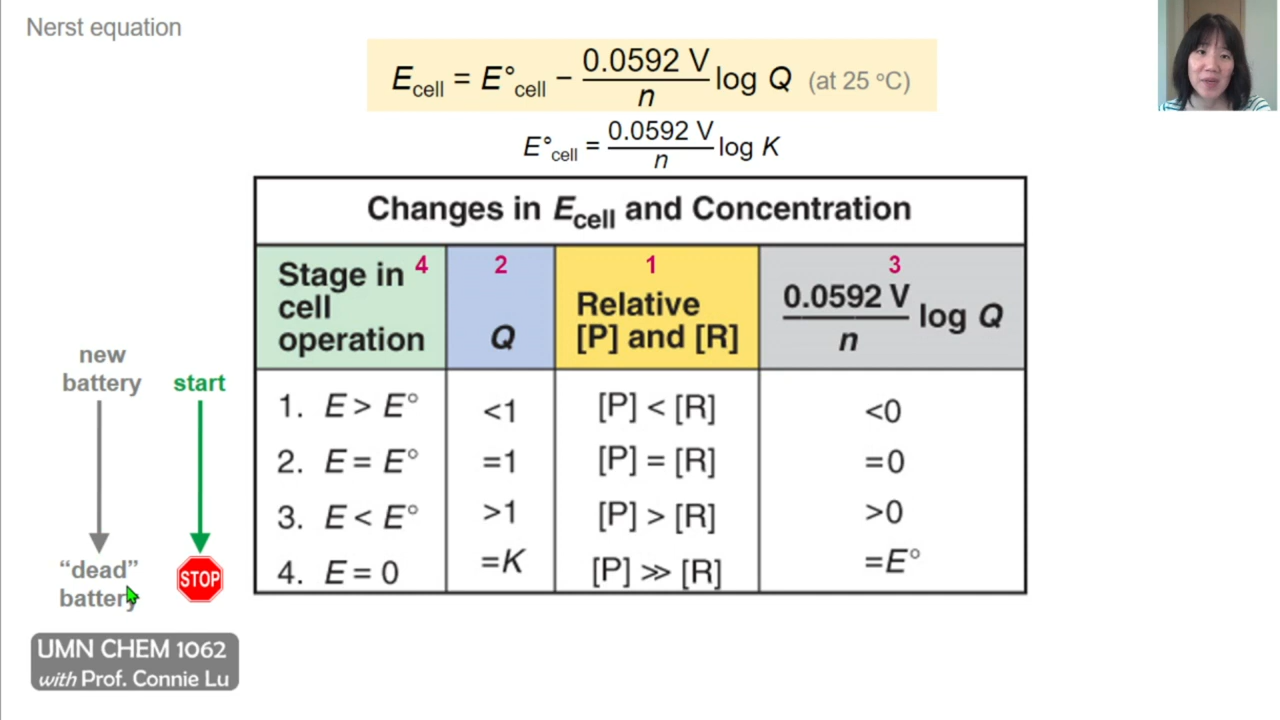 Nerst equation
E cell = E° cell − 0.0592 V / n log Q (at 25 °C)
E° cell = 0.0592 V / n log K
Changes in E cell and Concentration
4 2 1 3
Stage in cell operation
Q
Relative [P] and [R]
0.0592 V / n log Q
new battery
start
1. E > E° <1 [P] < [R] <0
2. E = E° =1 [P] = [R] =0
3. E < E° >1 [P] > [R] >0
4. E = 0 =K [P] ≫ [R] =E°
“dead” battery
STOP
UMN CHEM 1062
with Prof. Connie Lu